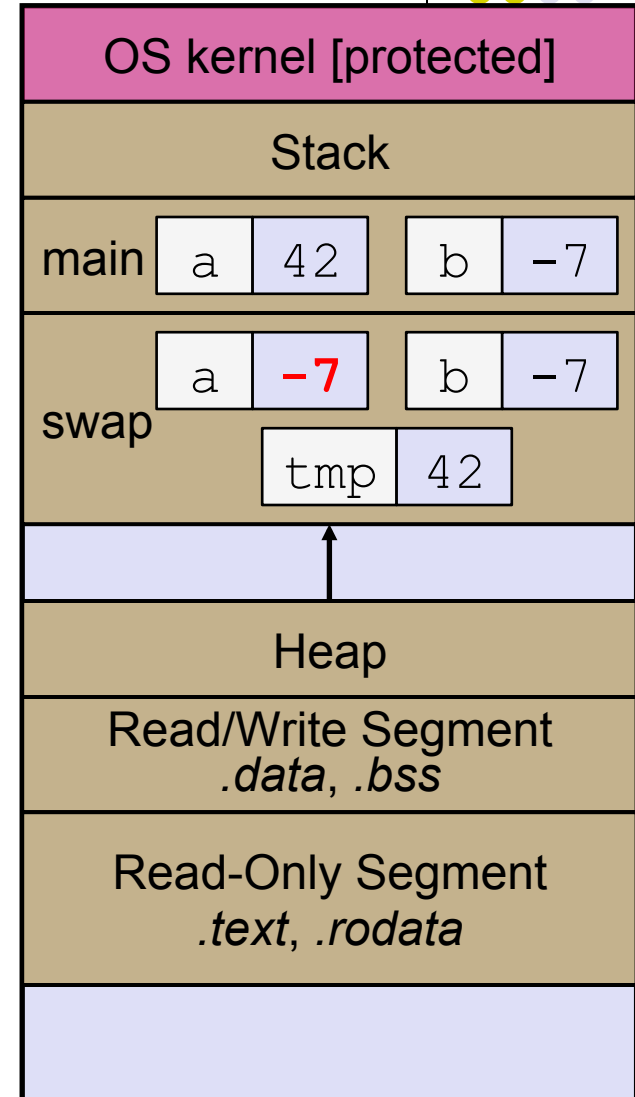 OS kernel [protected]
Stack
main a 42 b -7
a -7 b -7
swap
tmp 42
Heap
Read/Write Segment
.data, .bss
Read-Only Segment
.text, .rodata